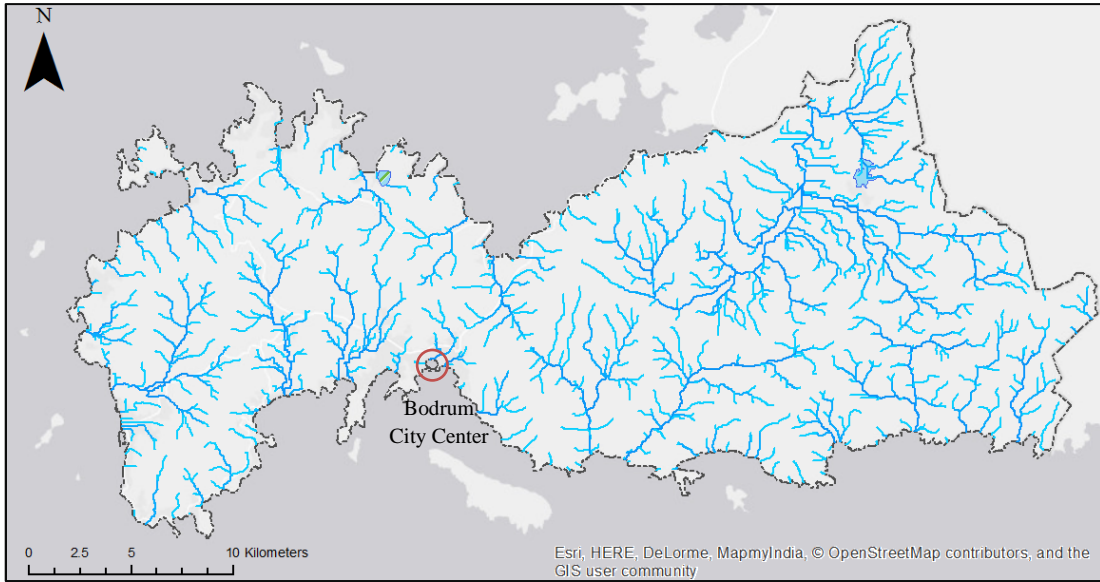 N
Bodrum
City Center
0 2.5 5 10 Kilometers
Esri, HERE, DeLorme, MapmyIndia, © OpenStreetMap contributors, and the
GIS user community